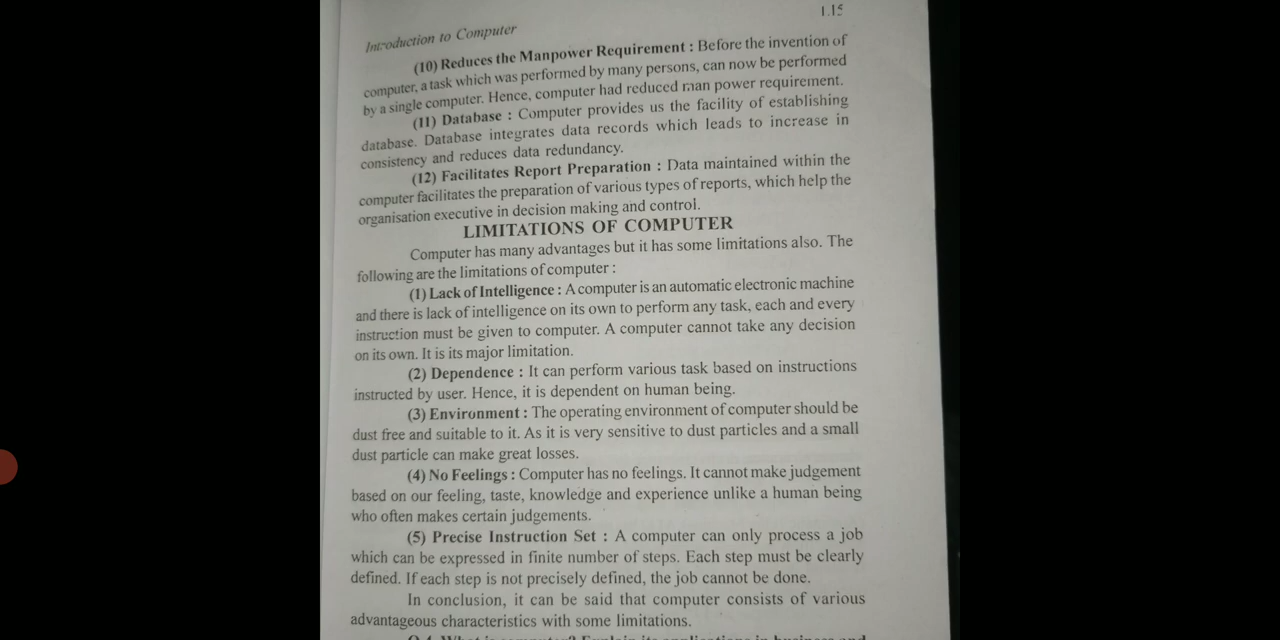 1.15
Introduction to Computer
(10) Reduces the Manpower Requirement : Before the invention of
computer, a task which was performed by many persons, can now be performed
by a single computer. Hence, computer had reduced man power requirement.
(11) Database : Computer provides us the facility of establishing
database. Database integrates data records which leads to increase in
consistency and reduces data redundancy.
(12) Facilitates Report Preparation : Data maintained within the
computer facilitates the preparation of various types of reports, which help the
organisation executive in decision making and control.
LIMITATIONS OF COMPUTER
Computer has many advantages but it has some limitations also. The
following are the limitations of computer :
(1) Lack of Intelligence : A computer is an automatic electronic machine
and there is lack of intelligence on its own to perform any task, each and every
instruction must be given to computer. A computer cannot take any decision
on its own. It is its major limitation.
(2) Dependence : It can perform various task based on instructions
instructed by user. Hence, it is dependent on human being.
(3) Environment : The operating environment of computer should be
dust free and suitable to it. As it is very sensitive to dust particles and a small
dust particle can make great losses.
(4) No Feelings : Computer has no feelings. It cannot make judgement
based on our feeling, taste, knowledge and experience unlike a human being
who often makes certain judgements.
(5) Precise Instruction Set : A computer can only process a job
which can be expressed in finite number of steps. Each step must be clearly
defined. If each step is not precisely defined, the job cannot be done.
In conclusion, it can be said that computer consists of various
advantageous characteristics with some limitations.
What is computer? Explain its applications in business and